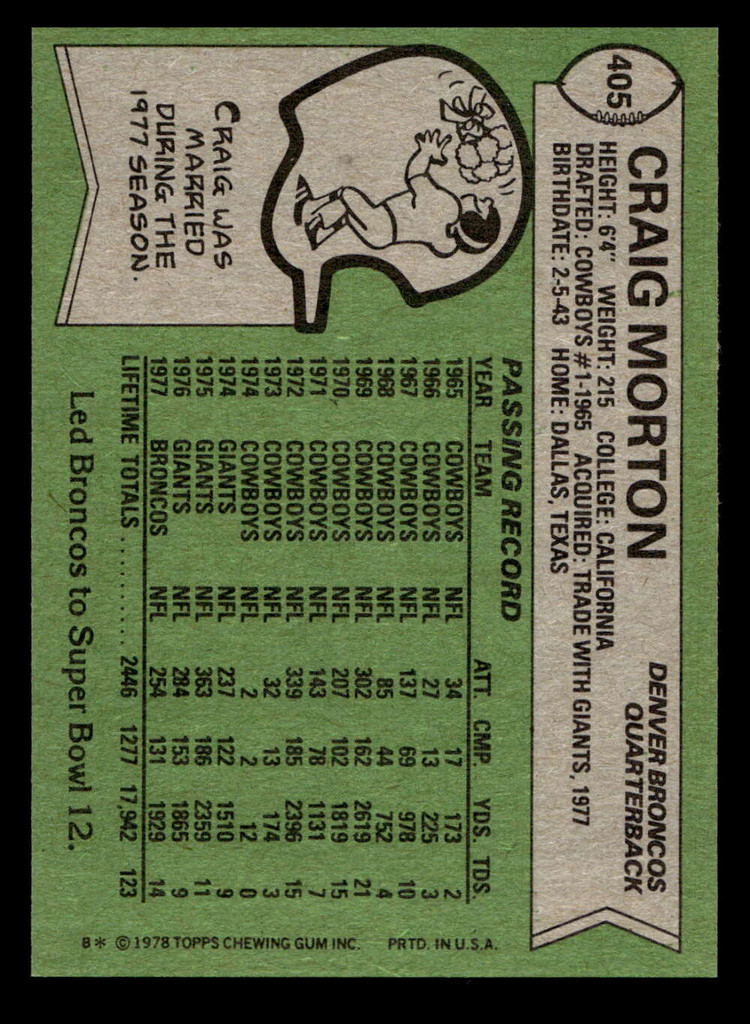 405
CRAIG MORTON
DENVER BRONCOS
QUARTERBACK
HEIGHT: 6'4" WEIGHT: 215 COLLEGE: CALIFORNIA
DRAFTED: COWBOYS #1-1965 ACQUIRED: TRADE WITH GIANTS, 1977
BIRTHDATE: 2-5-43 HOME: DALLAS, TEXAS
CRAIG WAS
MARRIED
DURING THE
1977 SEASON.
PASSING RECORD
YEAR TEAM ATT. CMP. YDS. TDS.
1965 COWBOYS NFL 34 17 173 2
1966 COWBOYS NFL 27 13 225 3
1967 COWBOYS NFL 137 69 978 10
1968 COWBOYS NFL 85 44 752 4
1969 COWBOYS NFL 302 162 2619 21
1970 COWBOYS NFL 207 102 1819 15
1971 COWBOYS NFL 143 78 1131 7
1972 COWBOYS NFL 339 185 2396 15
1973 COWBOYS NFL 32 13 174 3
1974 COWBOYS NFL 2 2 12 0
1974 GIANTS NFL 237 122 1510 9
1975 GIANTS NFL 363 186 2359 11
1976 GIANTS NFL 284 153 1865 9
1977 BRONCOS NFL 254 131 1929 14
LIFETIME TOTALS .......... 2446 1277 17,942 123
Led Broncos to Super Bowl 12.
B* ©1978 TOPPS CHEWING GUM INC. PRTD. IN U.S.A.